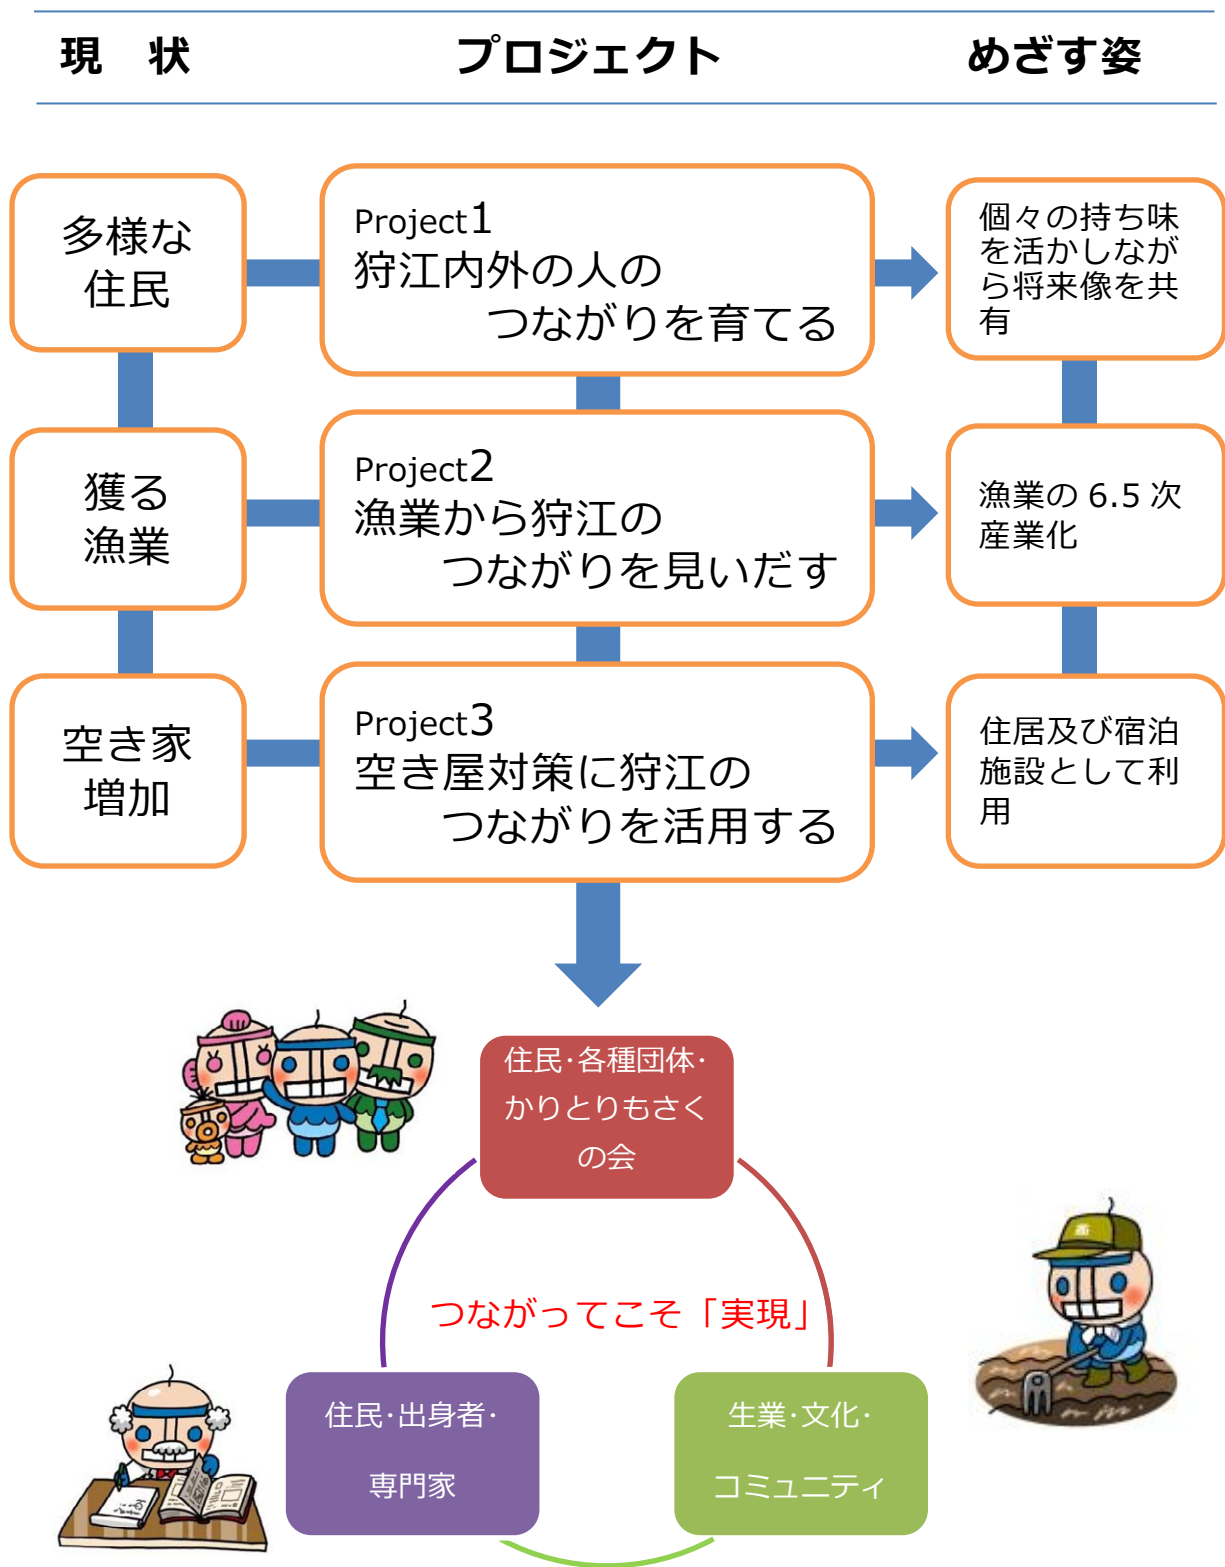 現　状　プロジェクト　めざす姿
多様な
住民
Project1
狩江内外の人の
つながりを育てる
個々の持ち味
を活かしなが
ら将来像を共
有
獲る
漁業
Project2
漁業から狩江の
つながりを見いだす
漁業の 6.5 次
産業化
空き家
増加
Project3
空き屋対策に狩江の
つながりを活用する
住居及び宿泊
施設として利
用
住民･各種団体･
かりとりもさく
の会
つながってこそ「実現」
住民･出身者･
専門家
生業･文化･
コミュニティ